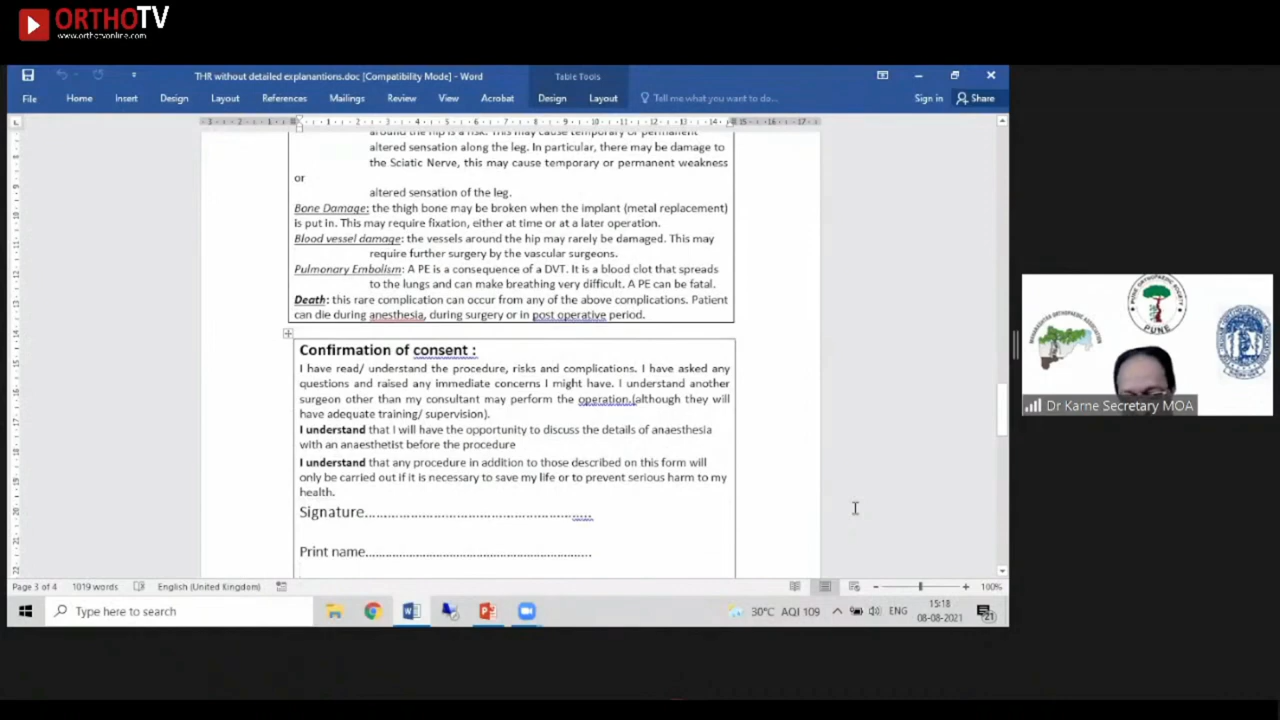 ORTHOTV
www.orthotvonline.com
THR without detailed explanantions.doc [Compatibility Mode] - Word
Table Tools
File Home Insert Design Layout References Mailings Review View Acrobat Design Layout Tell me what you want to do... Sign in Share
around the hip is a risk. This may cause temporary or permanent
altered sensation along the leg. In particular, there may be damage to
the Sciatic Nerve, this may cause temporary or permanent weakness
or
altered sensation of the leg.
Bone Damage: the thigh bone may be broken when the implant (metal replacement)
is put in. This may require fixation, either at time or at a later operation.
Blood vessel damage: the vessels around the hip may rarely be damaged. This may
require further surgery by the vascular surgeons.
Pulmonary Embolism: A PE is a consequence of a DVT. It is a blood clot that spreads
to the lungs and can make breathing very difficult. A PE can be fatal.
Death: this rare complication can occur from any of the above complications. Patient
can die during anesthesia, during surgery or in post operative period.
Confirmation of consent :
I have read/ understand the procedure, risks and complications. I have asked any
questions and raised any immediate concerns I might have. I understand another
surgeon other than my consultant may perform the operation.(although they will
have adequate training/ supervision).
I understand that I will have the opportunity to discuss the details of anaesthesia
with an anaesthetist before the procedure
I understand that any procedure in addition to those described on this form will
only be carried out if it is necessary to save my life or to prevent serious harm to my
health.
Signature..........................................................
Print name..........................................................
PUNE
Dr Karne Secretary MOA
Page 3 of 4 1019 words English (United Kingdom) 100%
Type here to search
30°C AQI 109 ENG
15:18
08-08-2021
21